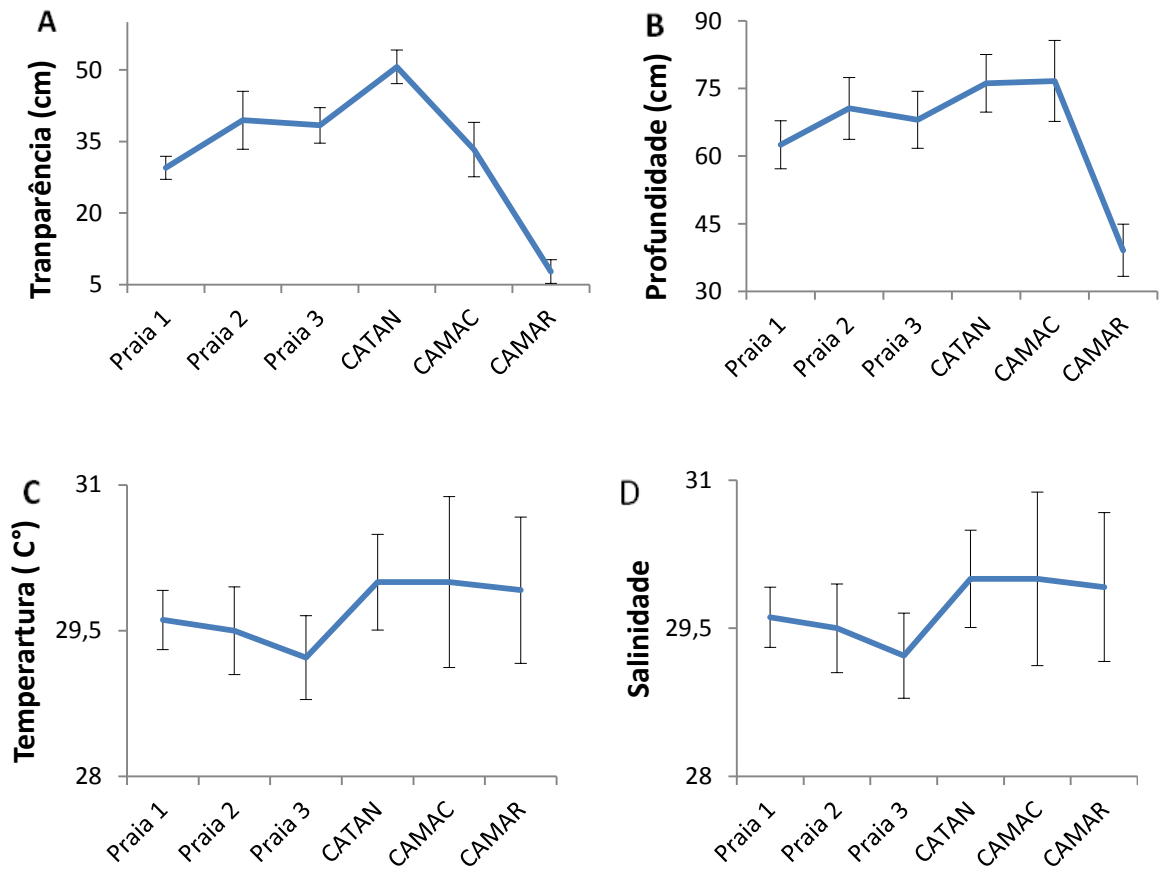 A
Tranparência (cm)
50
35
20
5
Praia 1
Praia 2
Praia 3
CATAN
CAMAC
CAMAR
B
Profundidade (cm)
90
75
60
45
30
Praia 1
Praia 2
Praia 3
CATAN
CAMAC
CAMAR
C
Temperartura ( C°)
31
29,5
28
Praia 1
Praia 2
Praia 3
CATAN
CAMAC
CAMAR
D
Salinidade
31
29,5
28
Praia 1
Praia 2
Praia 3
CATAN
CAMAC
CAMAR